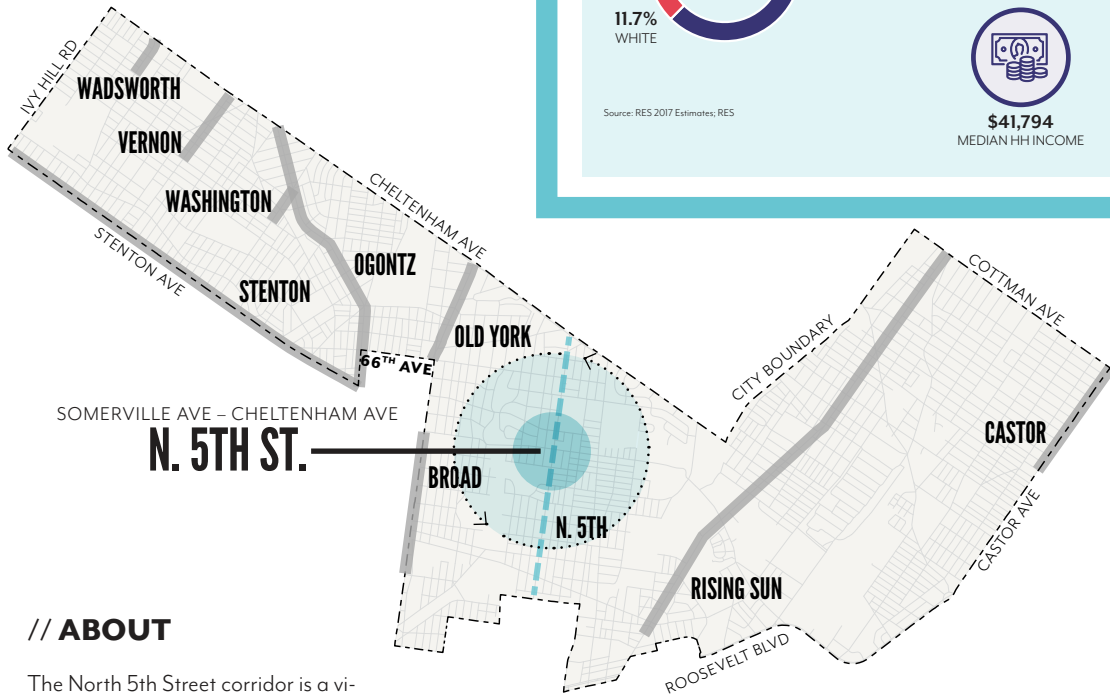 11.7%
WHITE
Source: RES 2017 Estimates; RES
$41,794
MEDIAN HH INCOME
IVY HILL RD
WADSWORTH
VERNON
WASHINGTON
CHELTENHAM AVE
STENTON AVE
STENTON
OGONTZ
OLD YORK
66TH AVE
CITY BOUNDARY
COTTMAN AVE
SOMERVILLE AVE – CHELTENHAM AVE
N. 5TH ST.
BROAD
N. 5TH
CASTOR
CASTOR AVE
RISING SUN
ROOSEVELT BLVD
// ABOUT
The North 5th Street corridor is a vi-